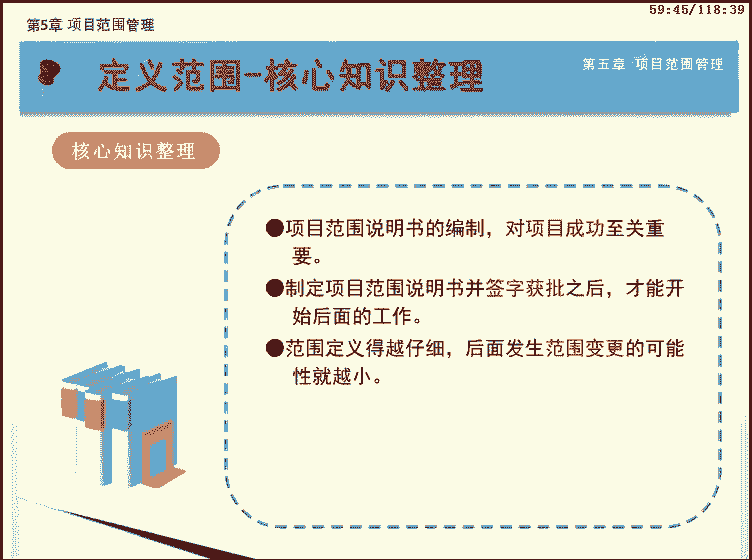 59:45/118:39
第5章 项目范围管理
定义范围-核心知识整理
第五章 项目范围管理
核心知识整理
●项目范围说明书的编制，对项目成功至关重
要。
●制定项目范围说明书并签字获批之后，才能开
始后面的工作。
●范围定义得越仔细，后面发生范围变更的可能
性就越小。